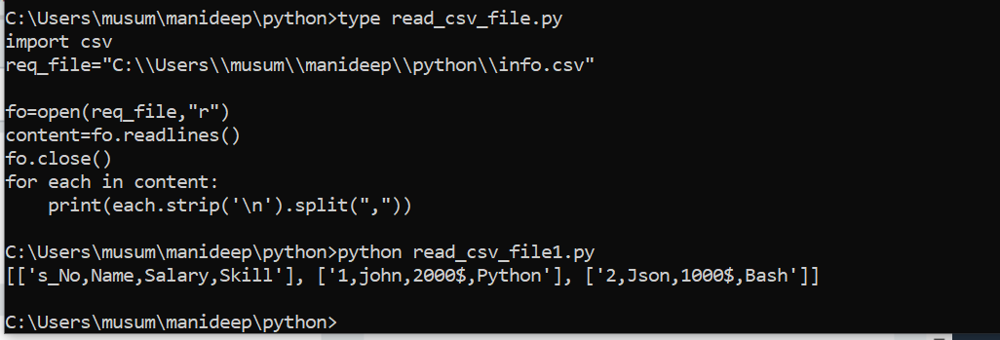 C:\Users\musum\manideep\python>type read_csv_file.py
import csv
req_file="C:\\Users\\musum\\manideep\\python\\info.csv"
fo=open(req_file,"r")
content=fo.readlines()
fo.close()
for each in content:
    print(each.strip('\n').split(","))
C:\Users\musum\manideep\python>python read_csv_file1.py
[['s_No,Name,Salary,Skill'], ['1,john,2000$,Python'], ['2,Json,1000$,Bash']]
C:\Users\musum\manideep\python>